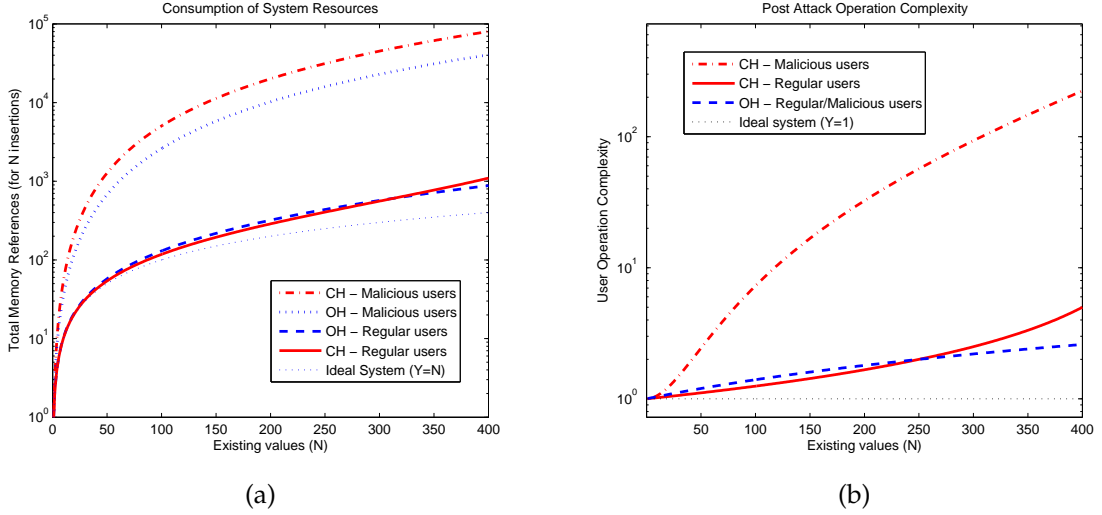 Consumption of System Resources
10^5
10^4
10^3
10^2
10^1
10^0
Total Memory References (for N insertions)
CH – Malicious users
OH – Malicious users
OH – Regular users
CH – Regular users
Ideal System (Y=N)
0 50 100 150 200 250 300 350 400
Existing values (N)
(a)
Post Attack Operation Complexity
10^2
10^1
10^0
User Operation Complexity
CH – Malicious users
CH – Regular users
OH – Regular/Malicious users
Ideal system (Y=1)
50 100 150 200 250 300 350 400
Existing values (N)
(b)